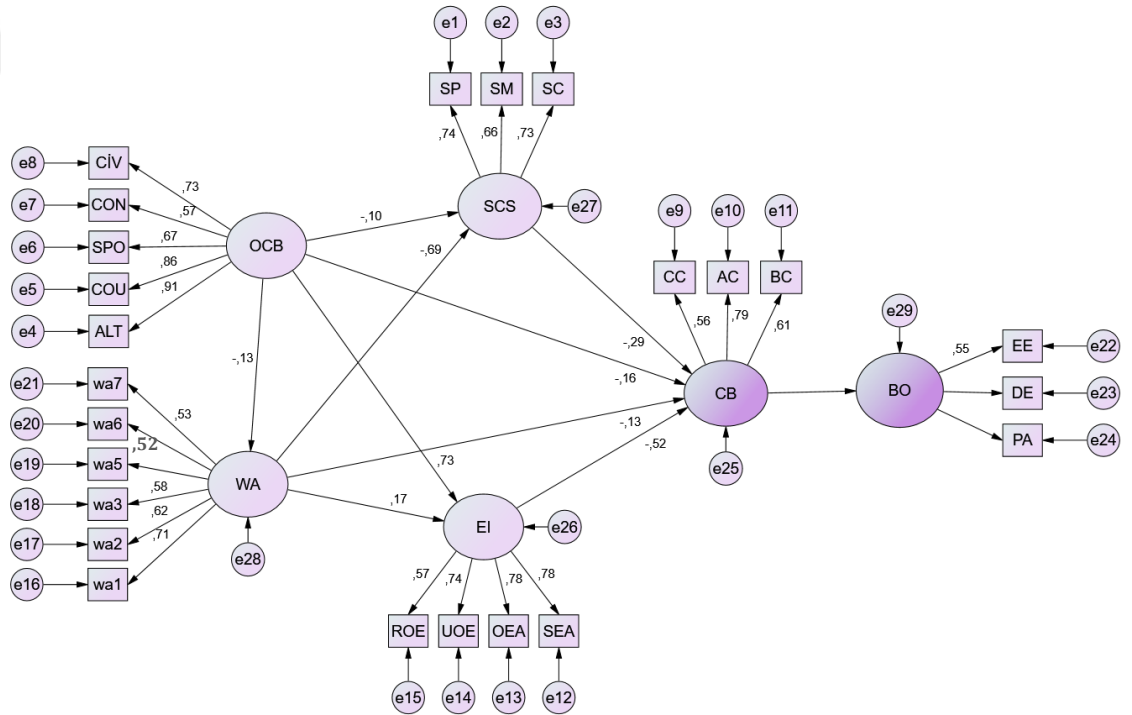 e1 e2 e3
SP SM SC
,74 ,66 ,73
e8 CİV
e7 CON
e6 SPO
e5 COU
e4 ALT
,73
,57
,67
,86
,91
OCB
-,10
SCS
e27
-,69
-,13
,73
-,29
-,16
-,13
-,52
e9 e10 e11
CC AC BC
,56 ,79 ,61
CB
e25
e29
BO
,55
EE e22
DE e23
PA e24
e21 wa7
e20 wa6
e19 wa5
e18 wa3
e17 wa2
e16 wa1
,53
,52
,58
,62
,71
WA
e28
,17
EI
e26
,57 ,74 ,78 ,78
ROE UOE OEA SEA
e15 e14 e13 e12